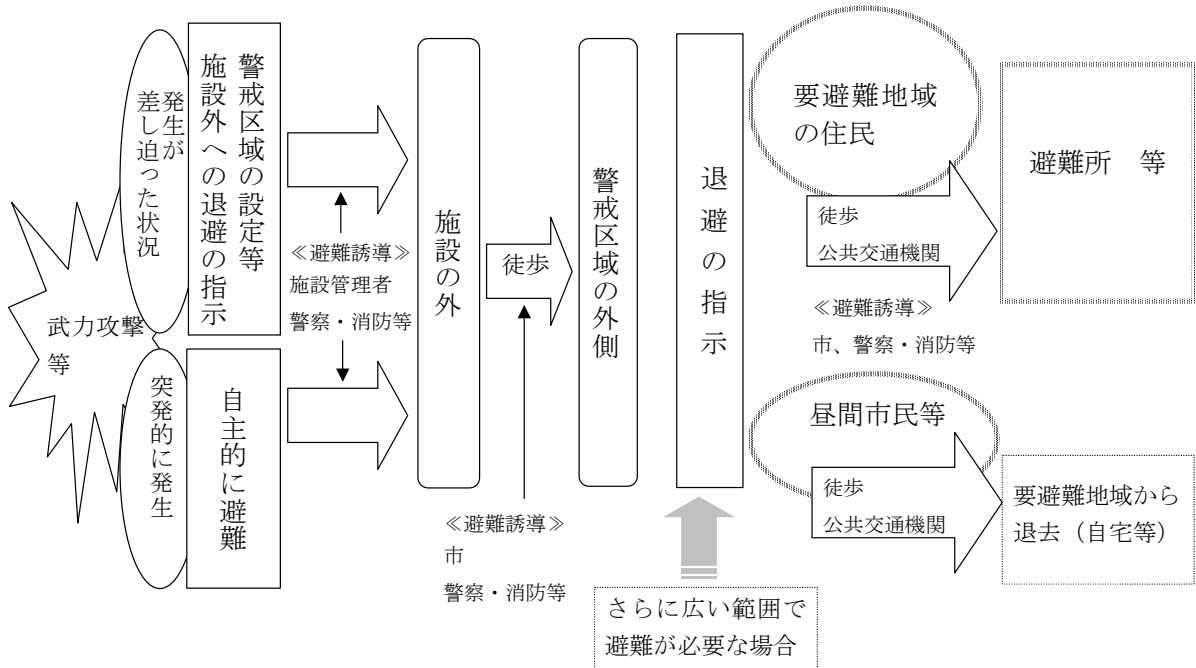 武力攻撃
等
発生が
差し迫った状況
警戒区域の設定等
施設外への退避の指示
突発的に発生
自主的に避難
≪避難誘導≫
施設管理者
警察・消防等
施設の外
徒歩
≪避難誘導≫
市
警察・消防等
警戒区域の外側
退避の指示
さらに広い範囲で
避難が必要な場合
要避難地域
の住民
徒歩
公共交通機関
≪避難誘導≫
市、警察・消防等
避難所　等
昼間市民等
徒歩
公共交通機関
要避難地域から
退去（自宅等）